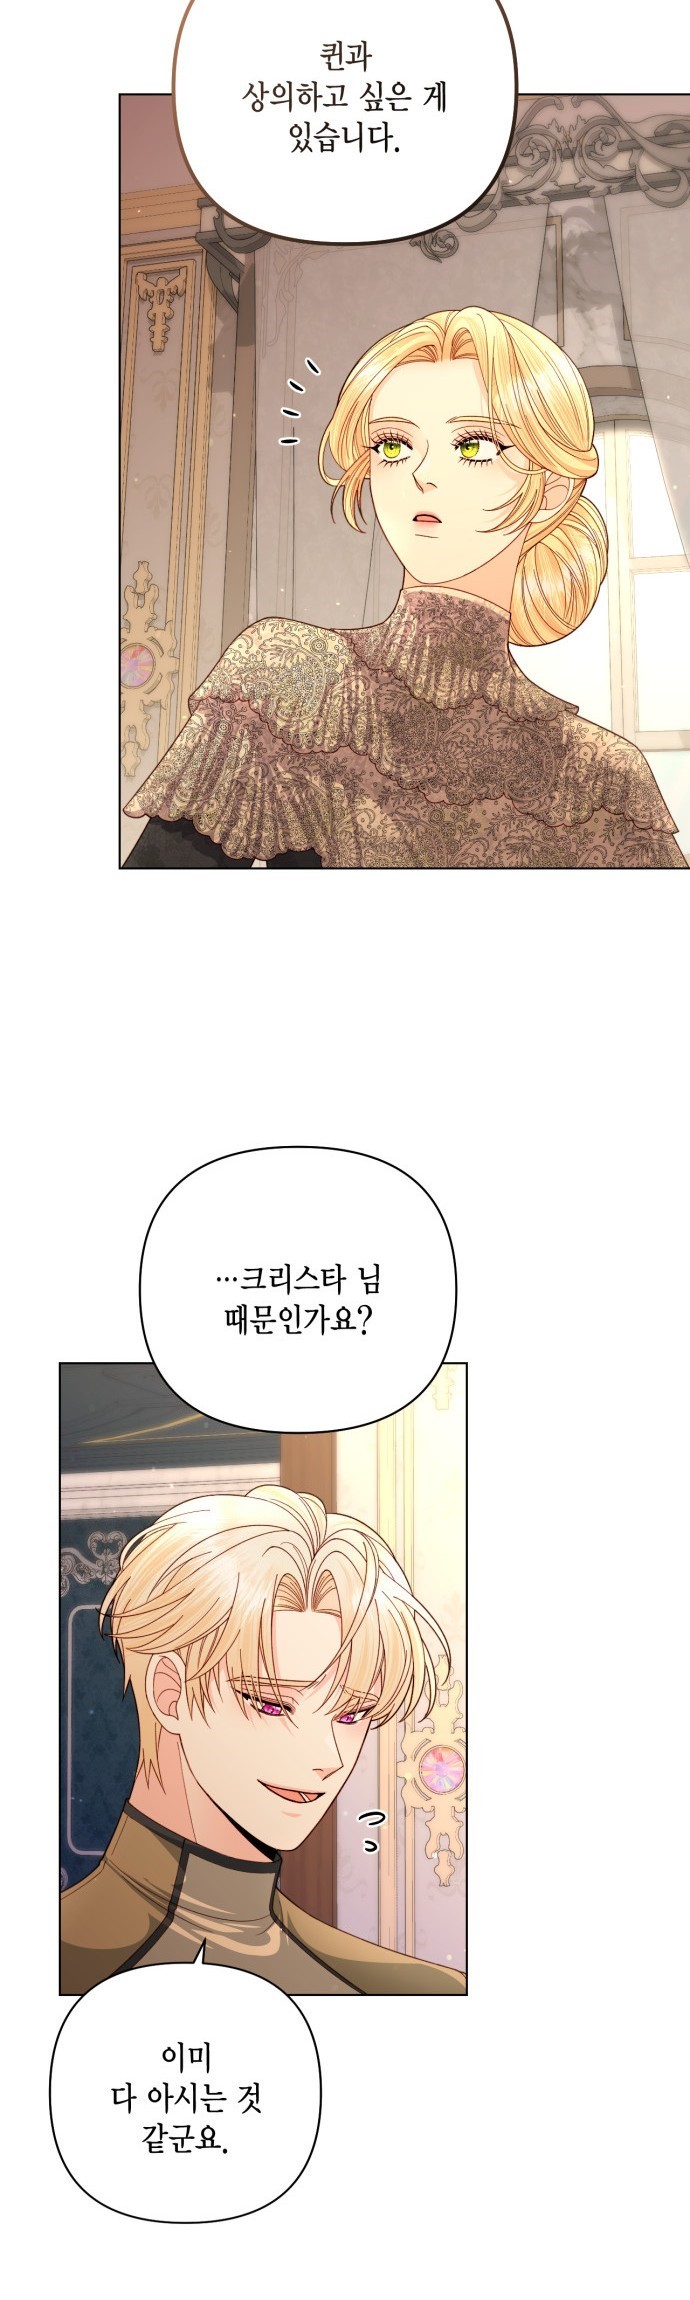 퀸과
상의하고 싶은 게
있습니다.
…크리스타 님
때문인가요?
이미
다 아시는 것
같군요.